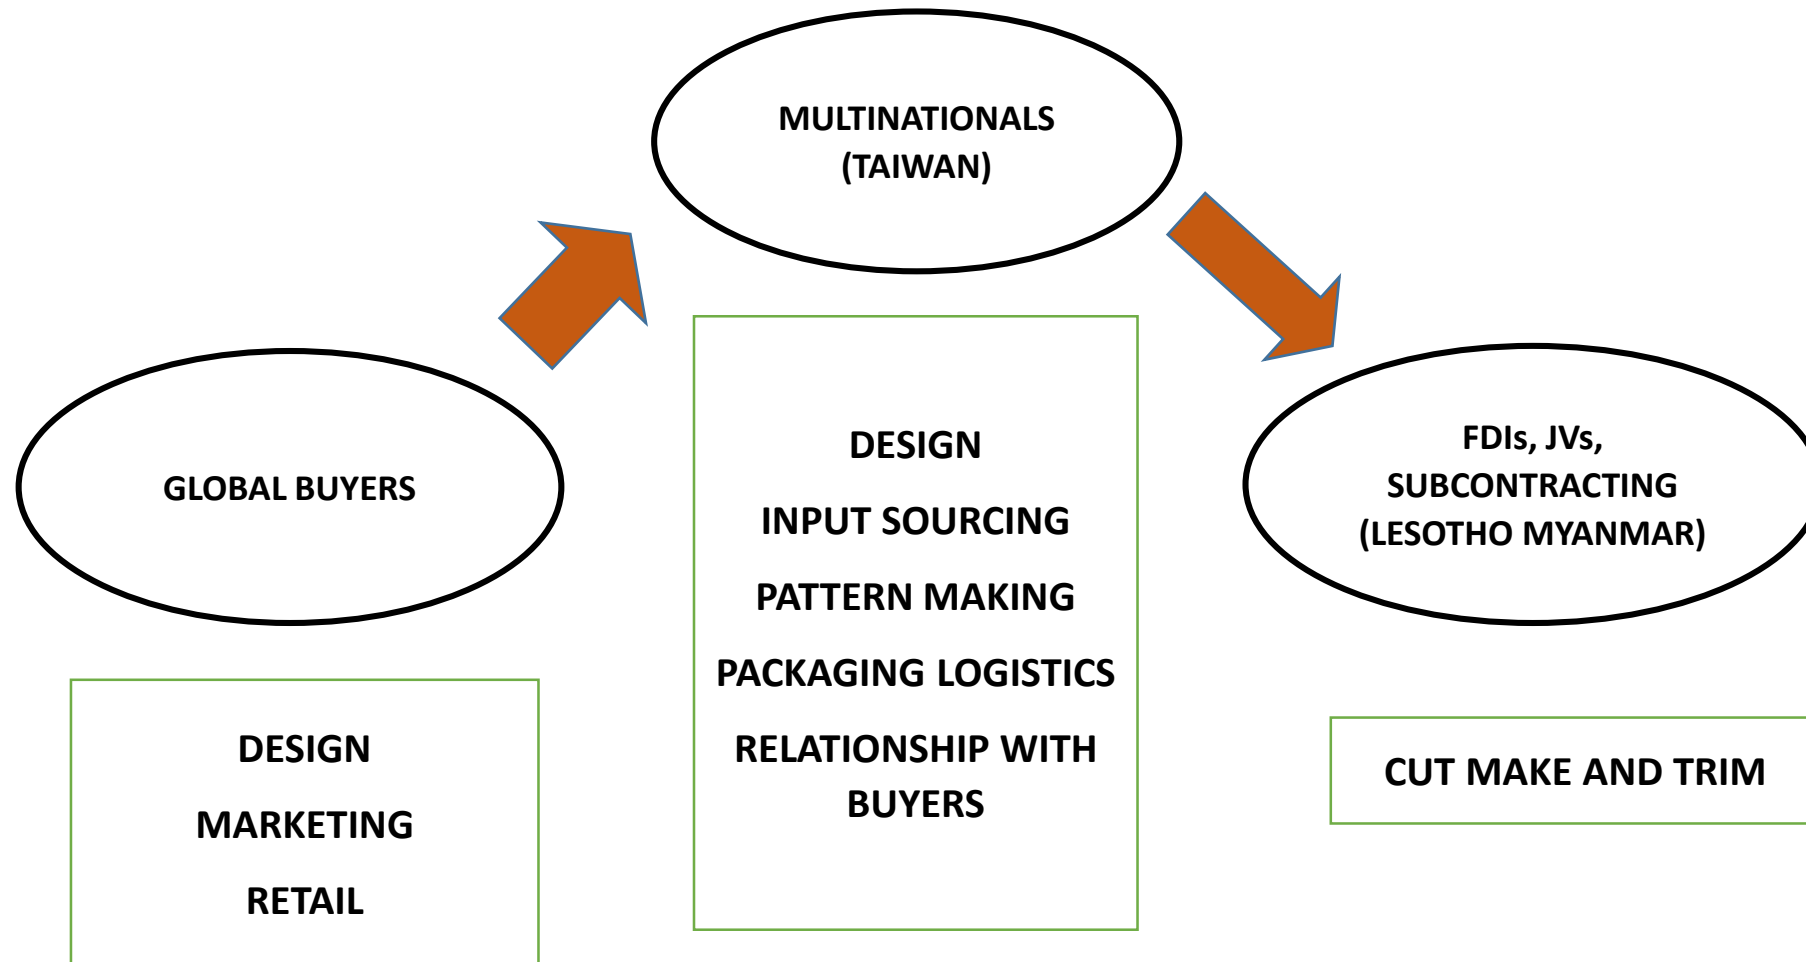 MULTINATIONALS
(TAIWAN)
GLOBAL BUYERS
FDIs, JVs,
SUBCONTRACTING
(LESOTHO MYANMAR)
DESIGN
MARKETING
RETAIL
DESIGN
INPUT SOURCING
PATTERN MAKING
PACKAGING LOGISTICS
RELATIONSHIP WITH
BUYERS
CUT MAKE AND TRIM